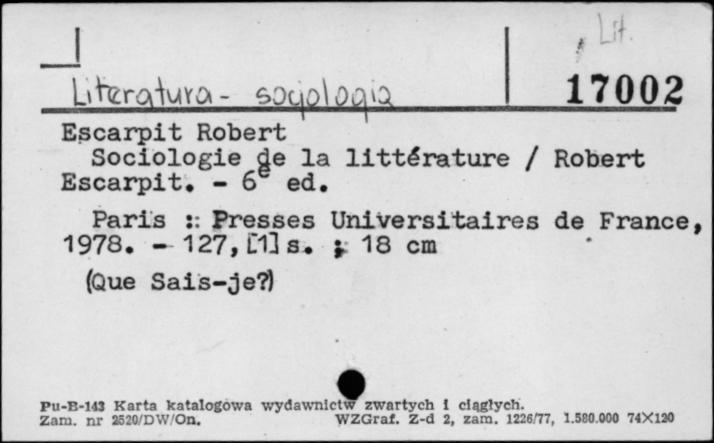 Lit.
Literatura - socjologia
17002
Escarpit Robert
Sociologie de la littérature / Robert
Escarpit. - 6e ed.
Paris : Presses Universitaires de France,
1978. - 127, [1] s. ; 18 cm
(Que Sais-je?)
Pu-B-143 Karta katalogowa wydawnictw zwartych i ciągłych.
Zam. nr 2520/DW/On. WZGraf. Z-d 2, zam. 1226/77, 1.580.000 74X120